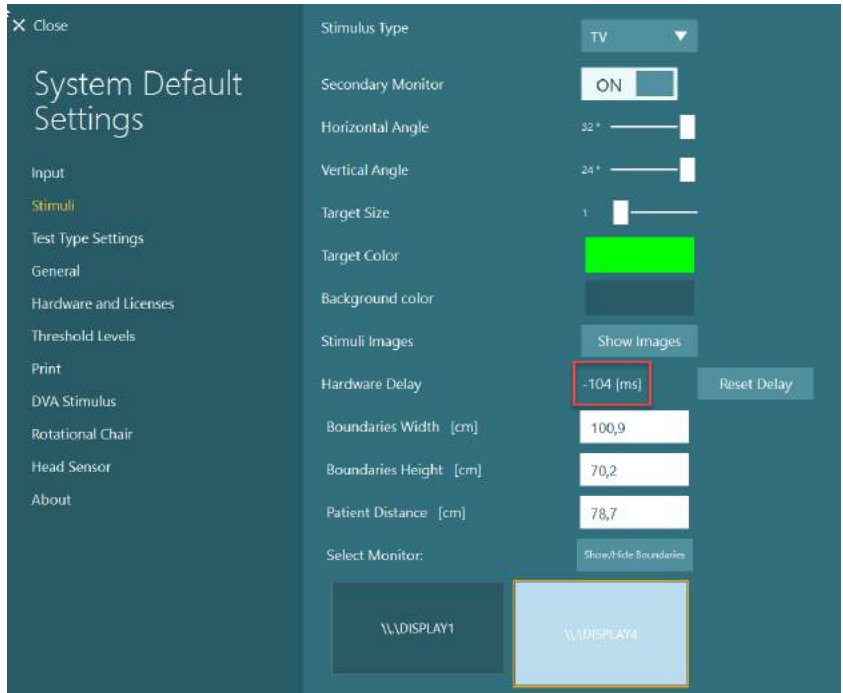 Close
System Default
Settings
Input
Stimuli
Test Type Settings
General
Hardware and Licenses
Threshold Levels
Print
DVA Stimulus
Rotational Chair
Head Sensor
About
Stimulus Type TV
Secondary Monitor ON
Horizontal Angle 32 °
Vertical Angle 24 °
Target Size 1
Target Color
Background color
Stimuli Images Show Images
Hardware Delay -104 [ms] Reset Delay
Boundaries Width [cm] 100,9
Boundaries Height [cm] 70,2
Patient Distance [cm] 78,7
Select Monitor: Show/Hide Boundaries
\\.\DISPLAY1 \\.\DISPLAY4